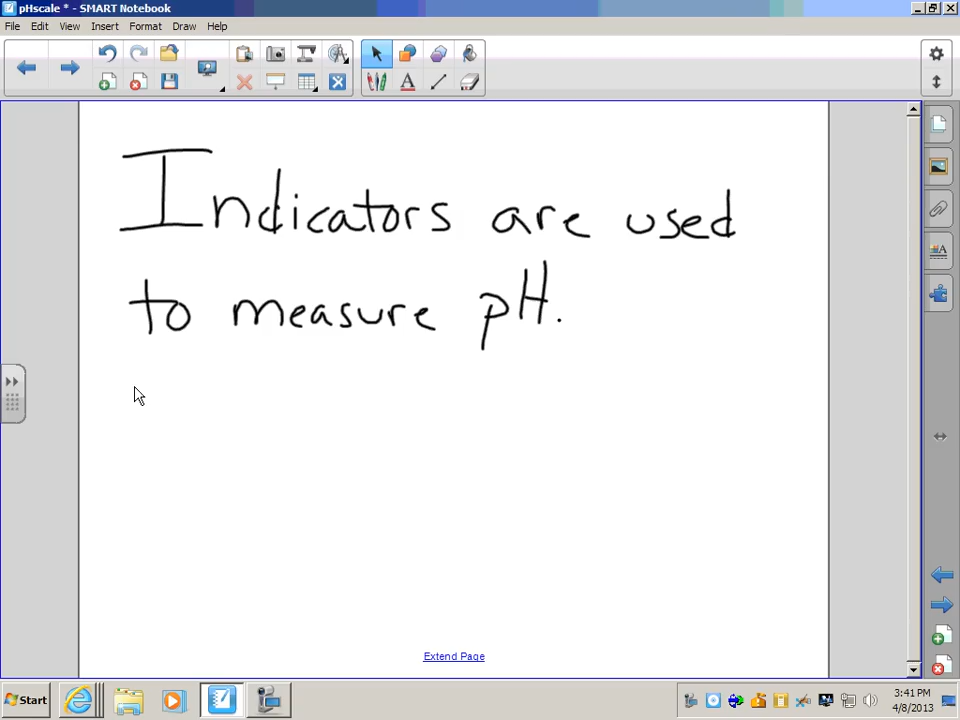 pHscale * - SMART Notebook
File Edit View Insert Format Draw Help
Indicators are used
to measure pH.
Extend Page
Start
3:41 PM
4/8/2013